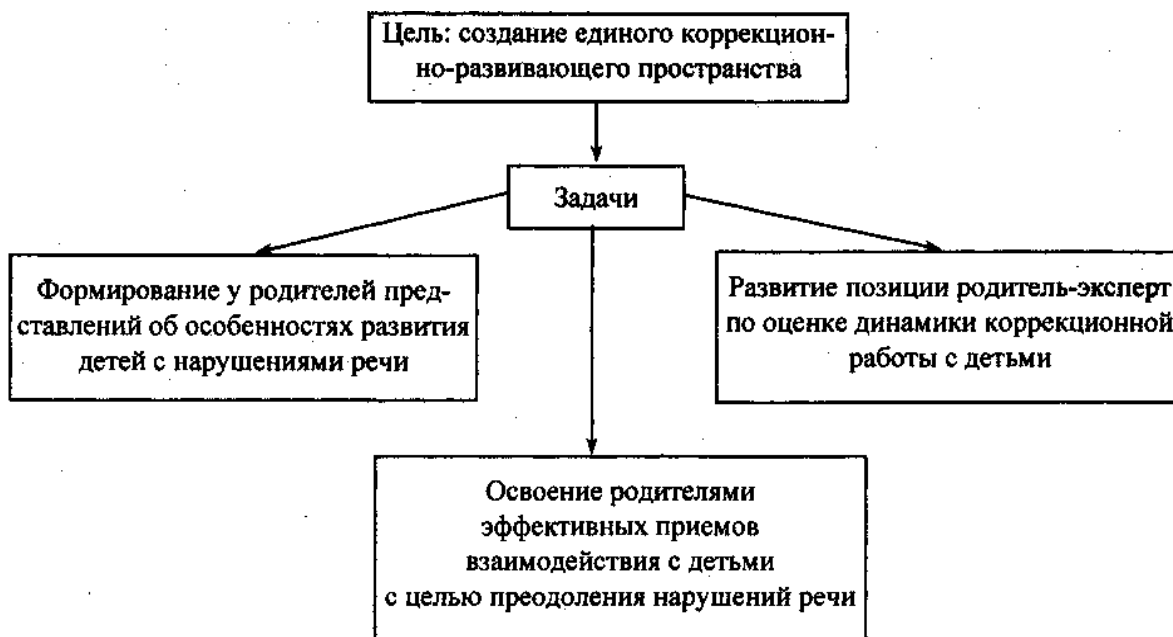 Цель: создание единого коррекцион-
но-развивающего пространства
Задачи
Формирование у родителей пред-
ставлений об особенностях развития
детей с нарушениями речи
Развитие позиции родитель-эксперт
по оценке динамики коррекционной
работы с детьми
Освоение родителями
эффективных приемов
взаимодействия с детьми
с целью преодоления нарушений речи